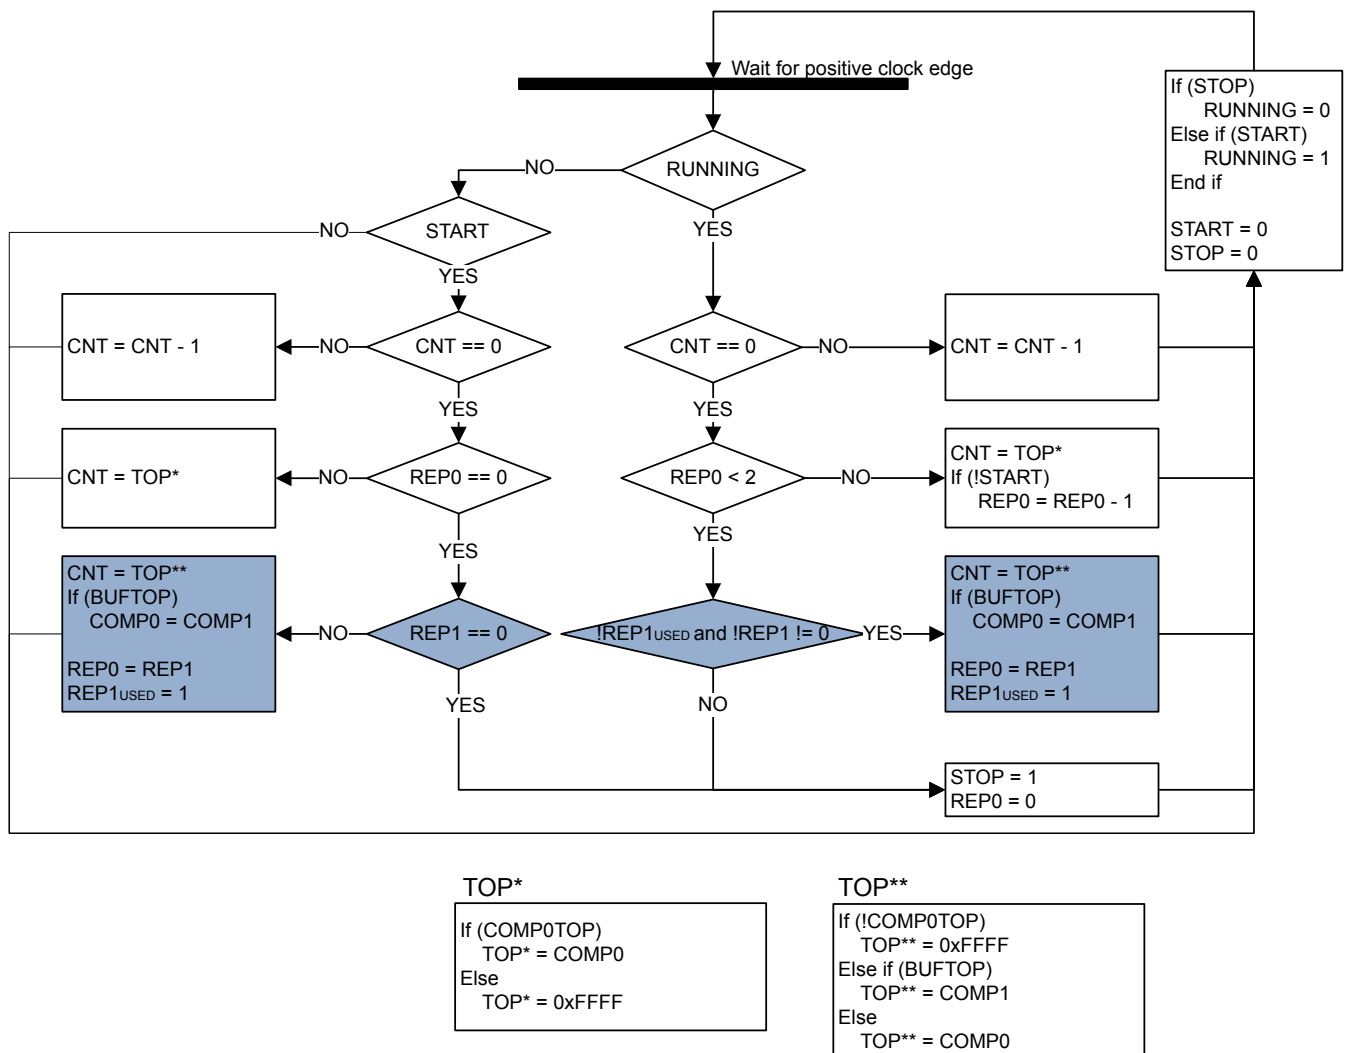 Wait for positive clock edge
If (STOP)
RUNNING = 0
Else if (START)
RUNNING = 1
End if
START = 0
STOP = 0
RUNNING
NO
YES
START
NO
YES
CNT = CNT - 1
NO
CNT == 0
YES
CNT == 0
NO
YES
CNT = CNT - 1
CNT = TOP*
NO
REP0 == 0
YES
REP0 < 2
NO
YES
CNT = TOP*
If (!START)
REP0 = REP0 - 1
CNT = TOP**
If (BUFTOP)
COMP0 = COMP1
REP0 = REP1
REP1USED = 1
NO
REP1 == 0
YES
!REP1USED and !REP1 != 0
YES
NO
CNT = TOP**
If (BUFTOP)
COMP0 = COMP1
REP0 = REP1
REP1USED = 1
STOP = 1
REP0 = 0
TOP*
If (COMP0TOP)
TOP* = COMP0
Else
TOP* = 0xFFFF
TOP**
If (!COMP0TOP)
TOP** = 0xFFFF
Else if (BUFTOP)
TOP** = COMP1
Else
TOP** = COMP0